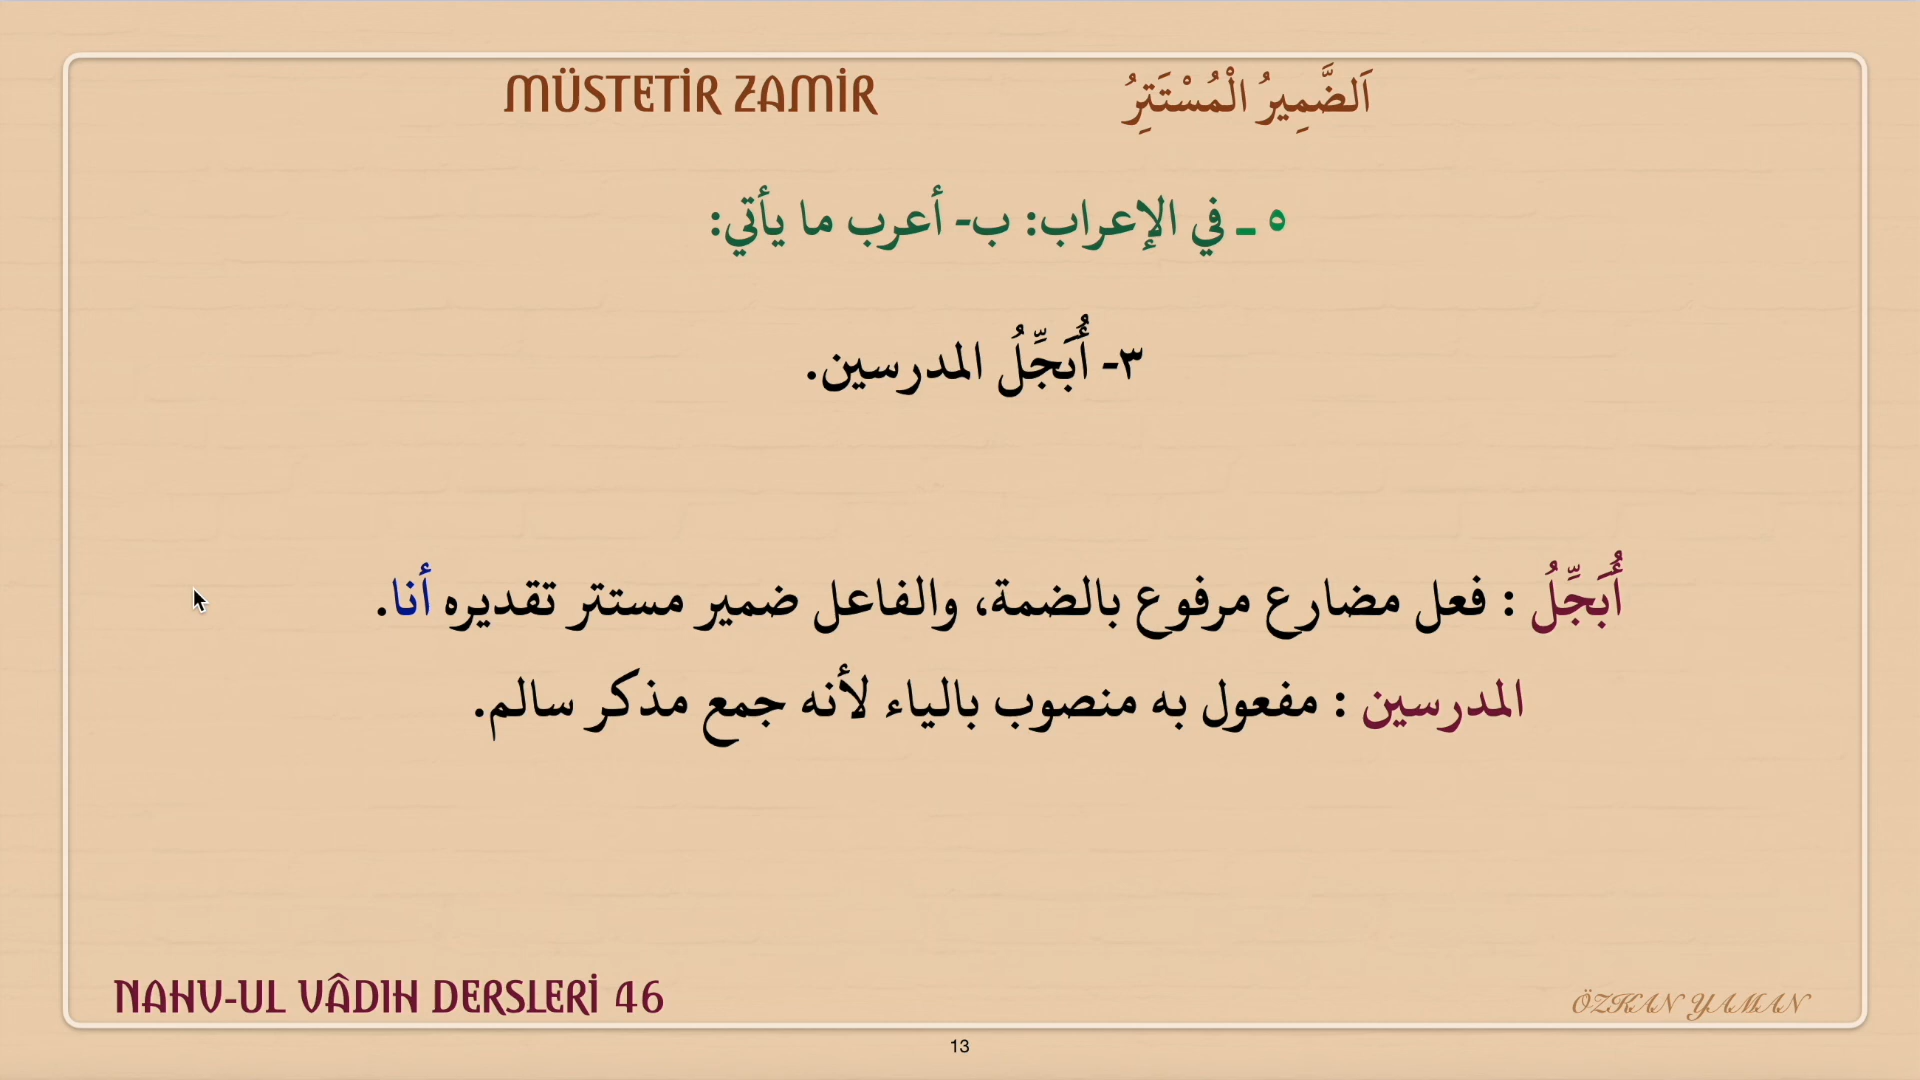 MÜSTETİR ZAMİR اَلضَّمِيرُ الْمُسْتَتِرُ
٥ ـ في الإعراب: ب- أعرب ما يأتي:
٣- أُبَجِّلُ المدرسين.
أُبَجِّلُ : فعل مضارع مرفوع بالضمة، والفاعل ضمير مستتر تقديره أنا.
المدرسين : مفعول به منصوب بالياء لأنه جمع مذكر سالم.
NAHV-UL VÂDIH DERSLERİ 46
ÖZKAN YAMAN
13